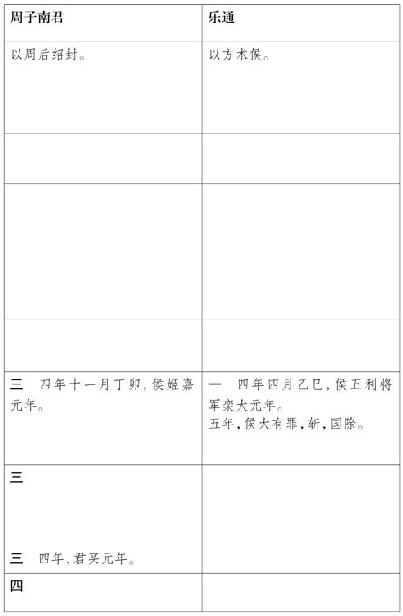 周子南君
乐通
以周后绍封。
以方术侯。
三 四年十一月丁卯,侯姬嘉
元年。
一 四年四月乙巳,侯五利将
军栾大元年。
五年,侯大有罪,斩,国除。
三
三 四年,君买元年。
四